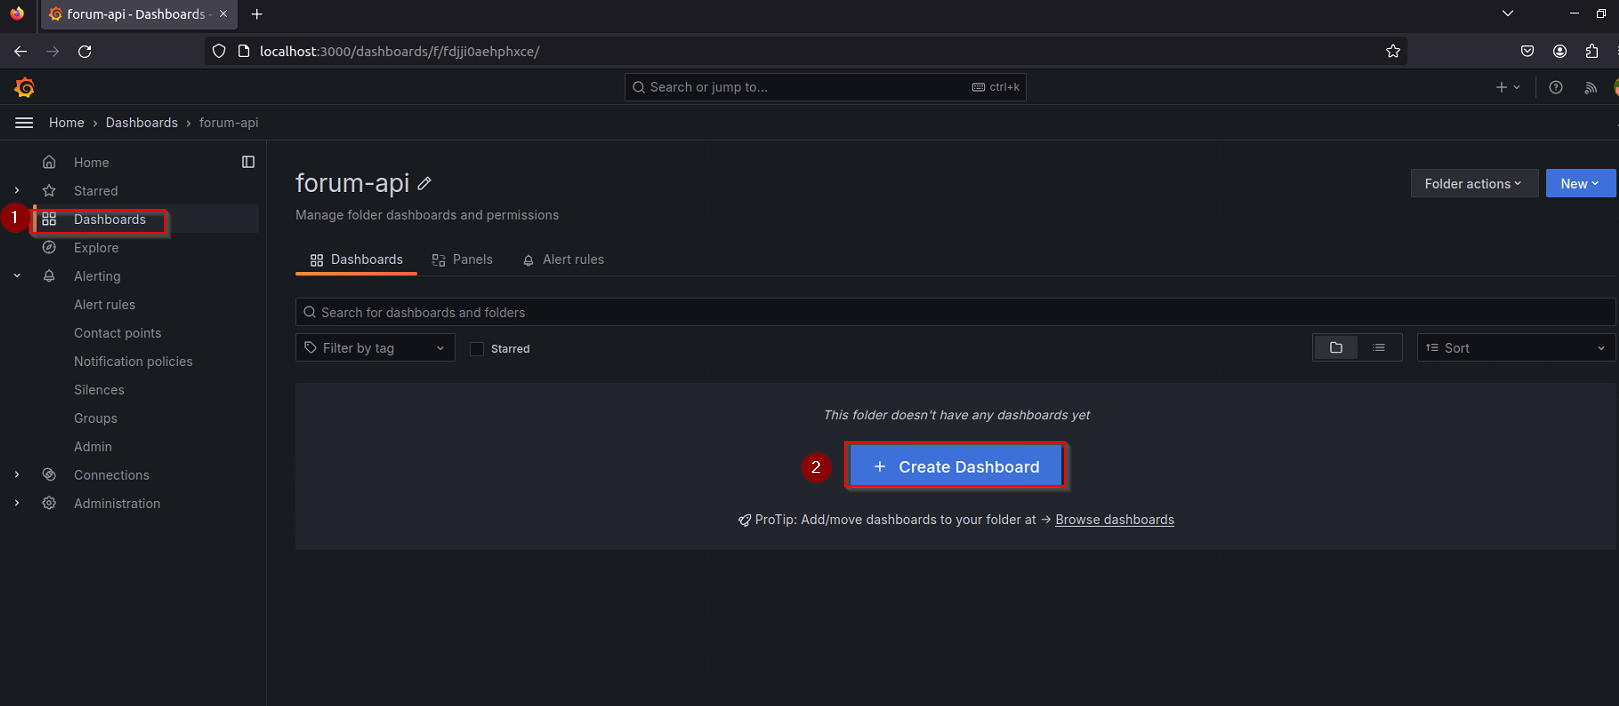 forum-api - Dashboards -
localhost:3000/dashboards/f/fdjji0aehphxce/
Search or jump to... ctrl+k
Home › Dashboards › forum-api
Home
Starred
1 Dashboards
Explore
Alerting
Alert rules
Contact points
Notification policies
Silences
Groups
Admin
Connections
Administration
forum-api
Folder actions New
Manage folder dashboards and permissions
Dashboards Panels Alert rules
Search for dashboards and folders
Filter by tag Starred Sort
This folder doesn't have any dashboards yet
2 + Create Dashboard
ProTip: Add/move dashboards to your folder at → Browse dashboards